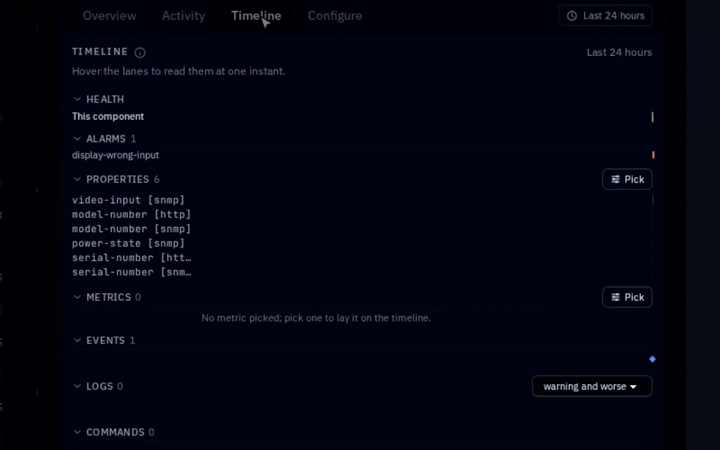 Overview Activity Timeline Configure Last 24 hours
TIMELINE Last 24 hours
Hover the lanes to read them at one instant.
HEALTH
This component
ALARMS 1
display-wrong-input
PROPERTIES 6 Pick
video-input [snmp]
model-number [http]
model-number [snmp]
power-state [snmp]
serial-number [htt…
serial-number [snm…
METRICS 0 Pick
No metric picked; pick one to lay it on the timeline.
EVENTS 1
LOGS 0 warning and worse
COMMANDS 0